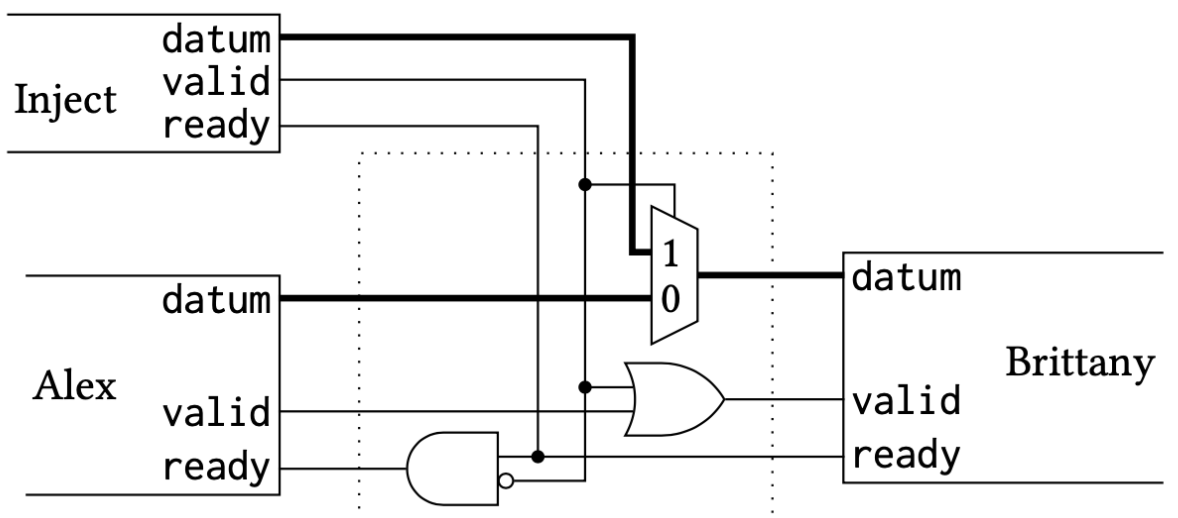 datum
valid
Inject
ready
1
datum
0
datum
Alex
Brittany
valid
valid
ready
ready